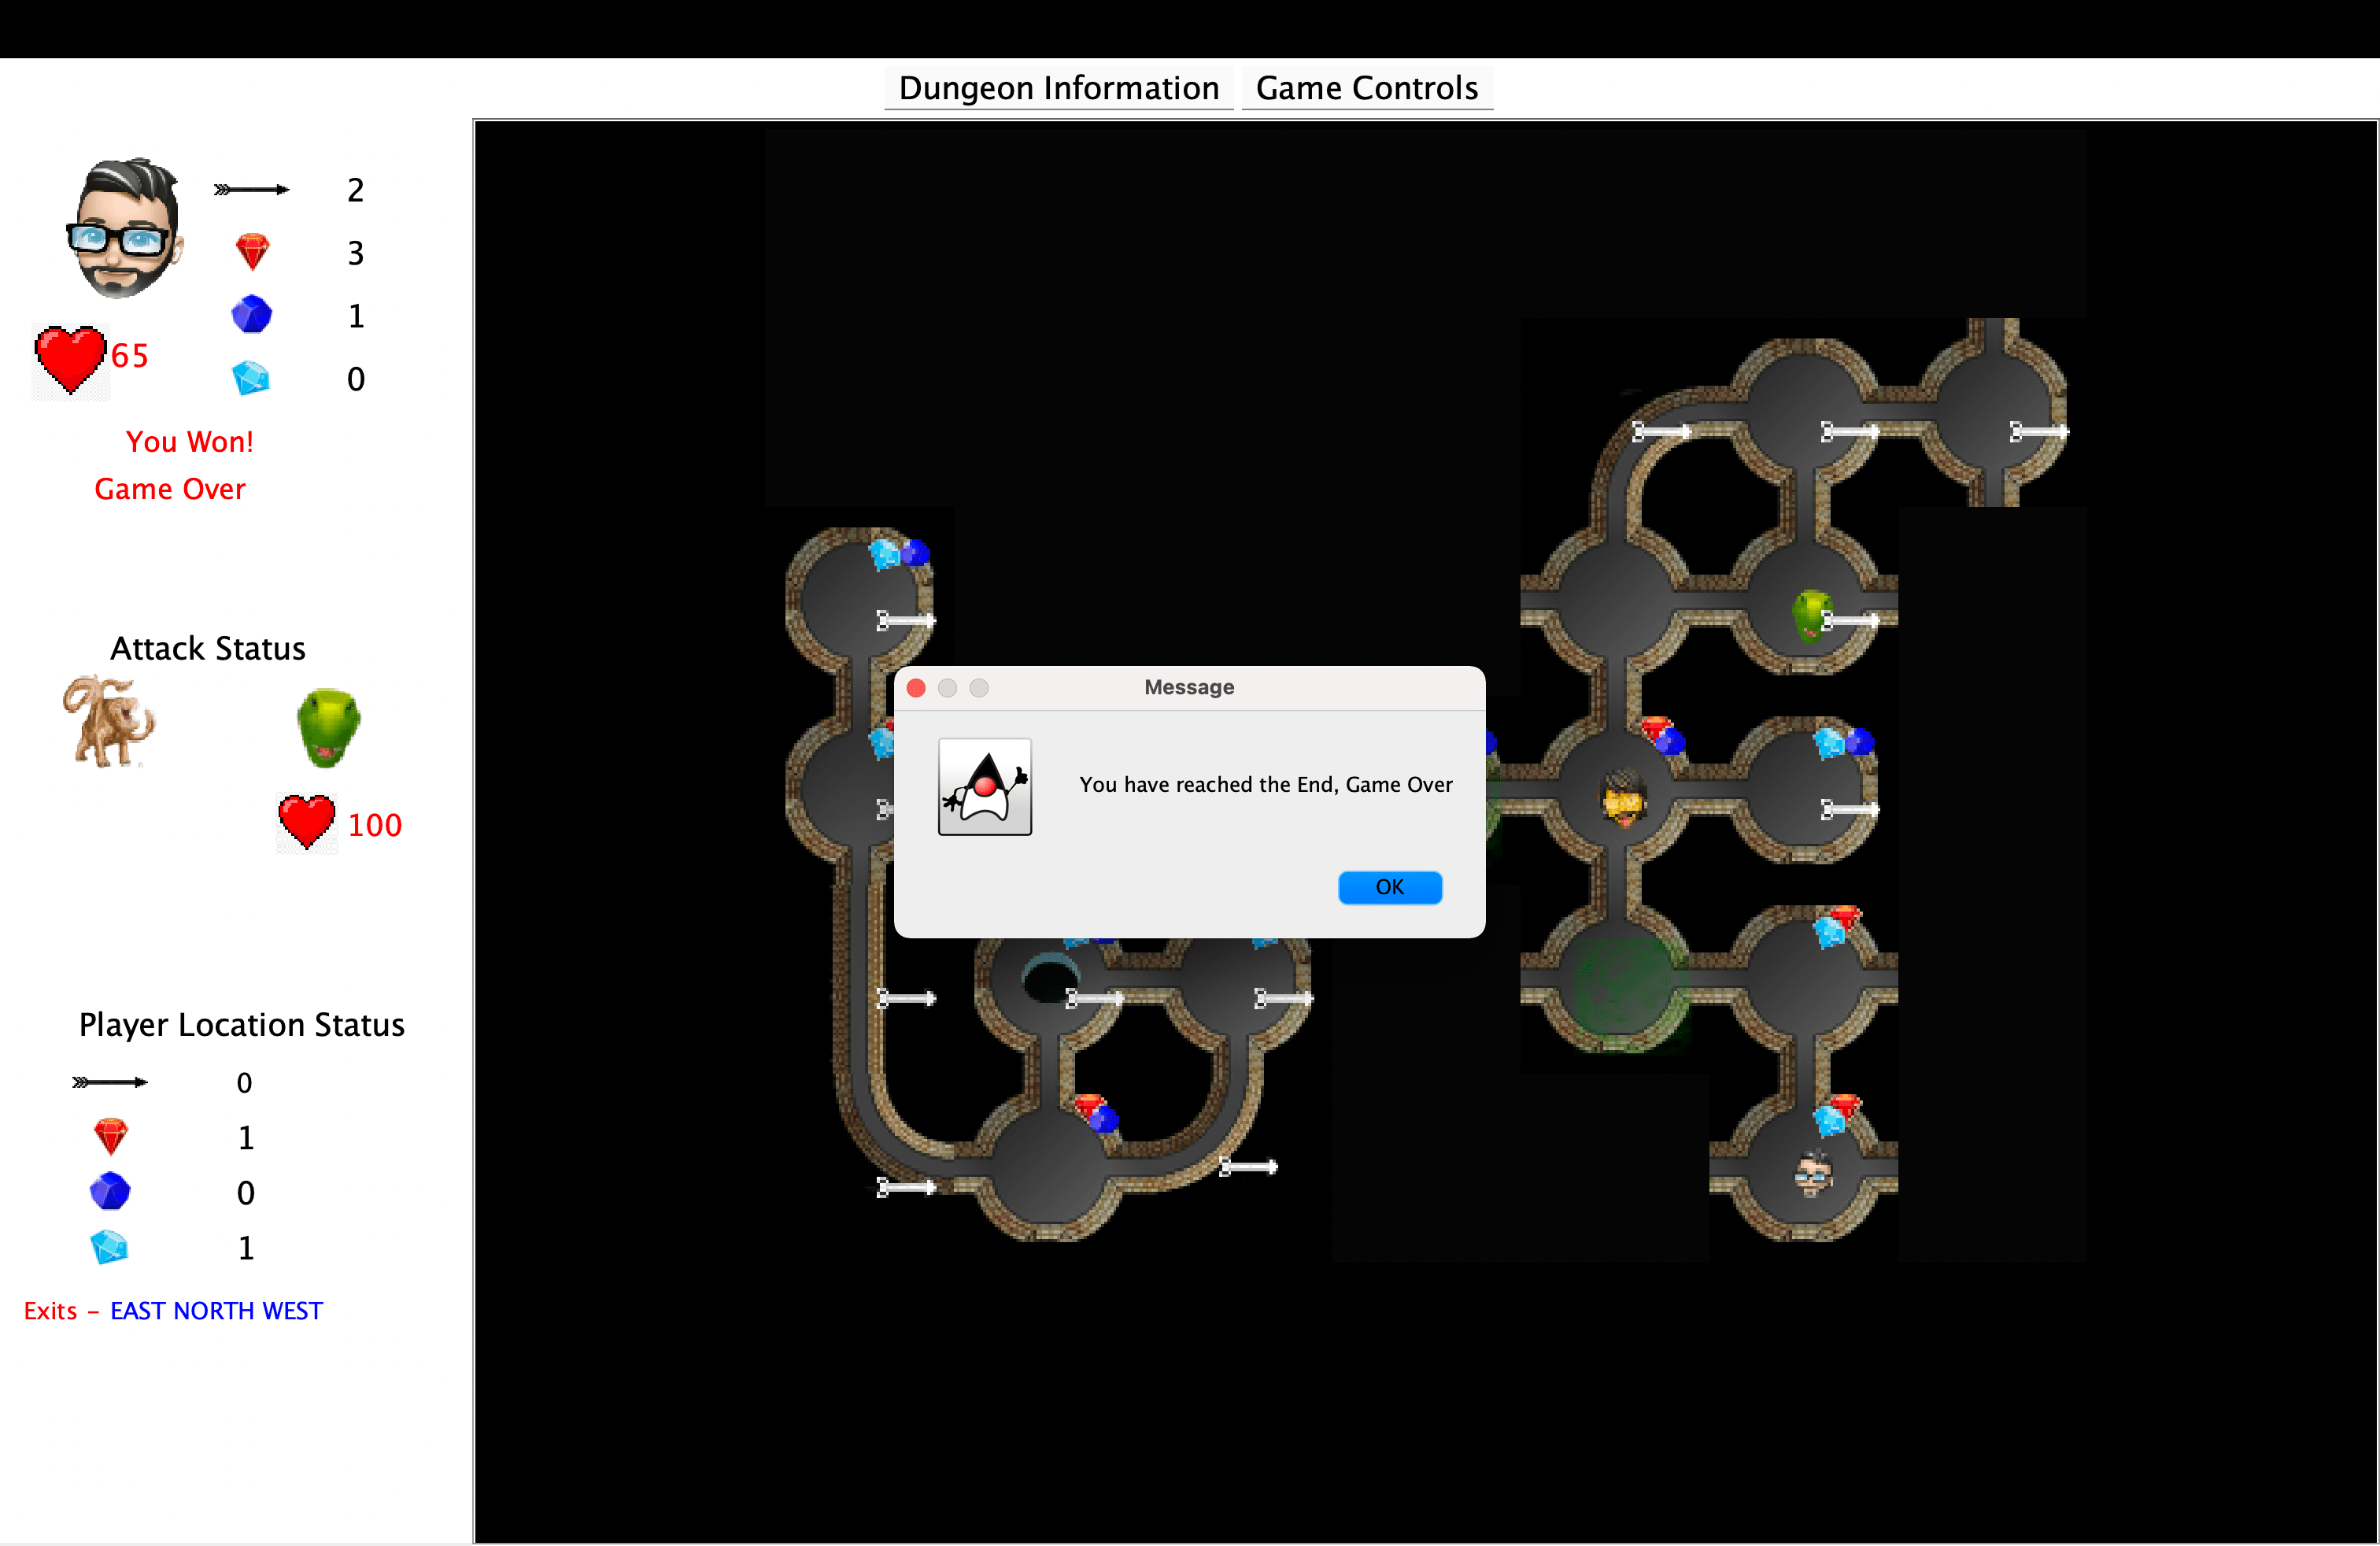 Dungeon Information
Game Controls
2
3
1
65
0
You Won!
Game Over
Attack Status
100
Player Location Status
0
1
0
1
Exits - EAST NORTH WEST
Message
You have reached the End, Game Over
OK